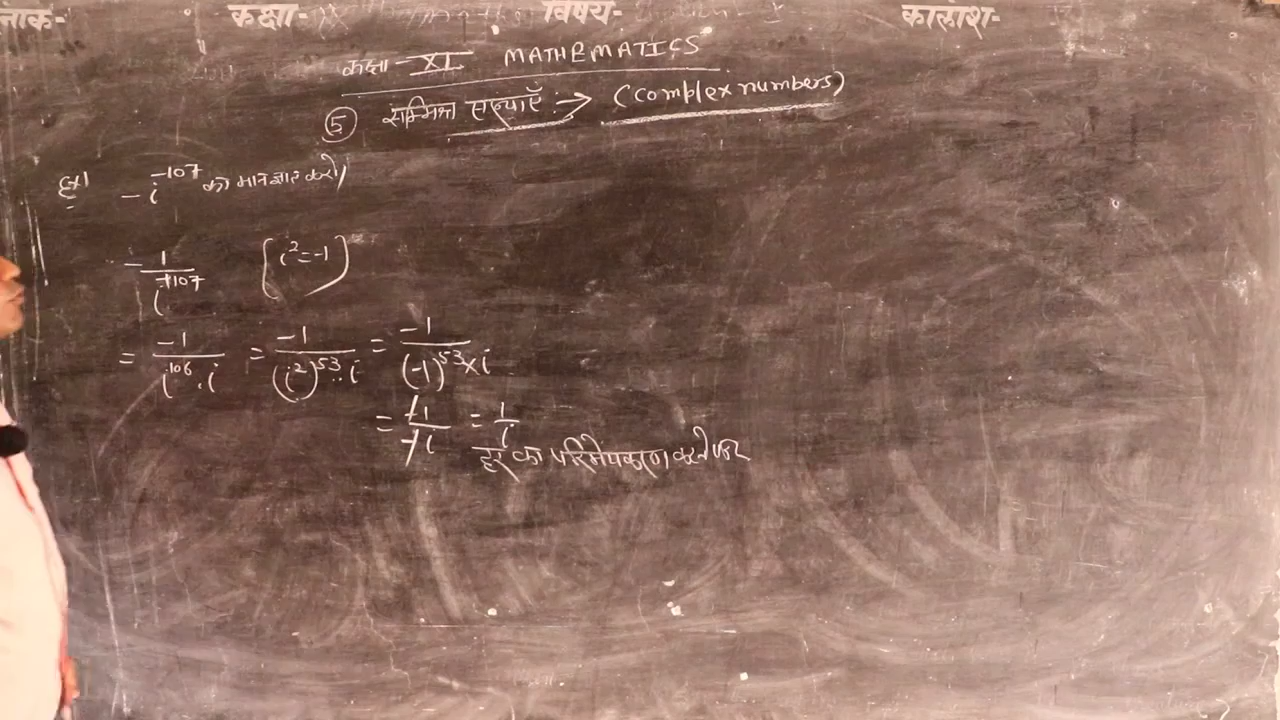 नाक- कक्षा- विषय- कालांश-
कक्षा - XI MATHEMATICS
⑤ सम्मिश्र संख्याएँ :→ (complex numbers)
-i^-107 का मान ज्ञात करो।
-1/i^+107 [i²=-1]
= -1/i^106.i = -1/(i²)^53.i = -1/(-1)^53×i
= -1/-i = 1/i
हर का परिमेयकरण करने पर